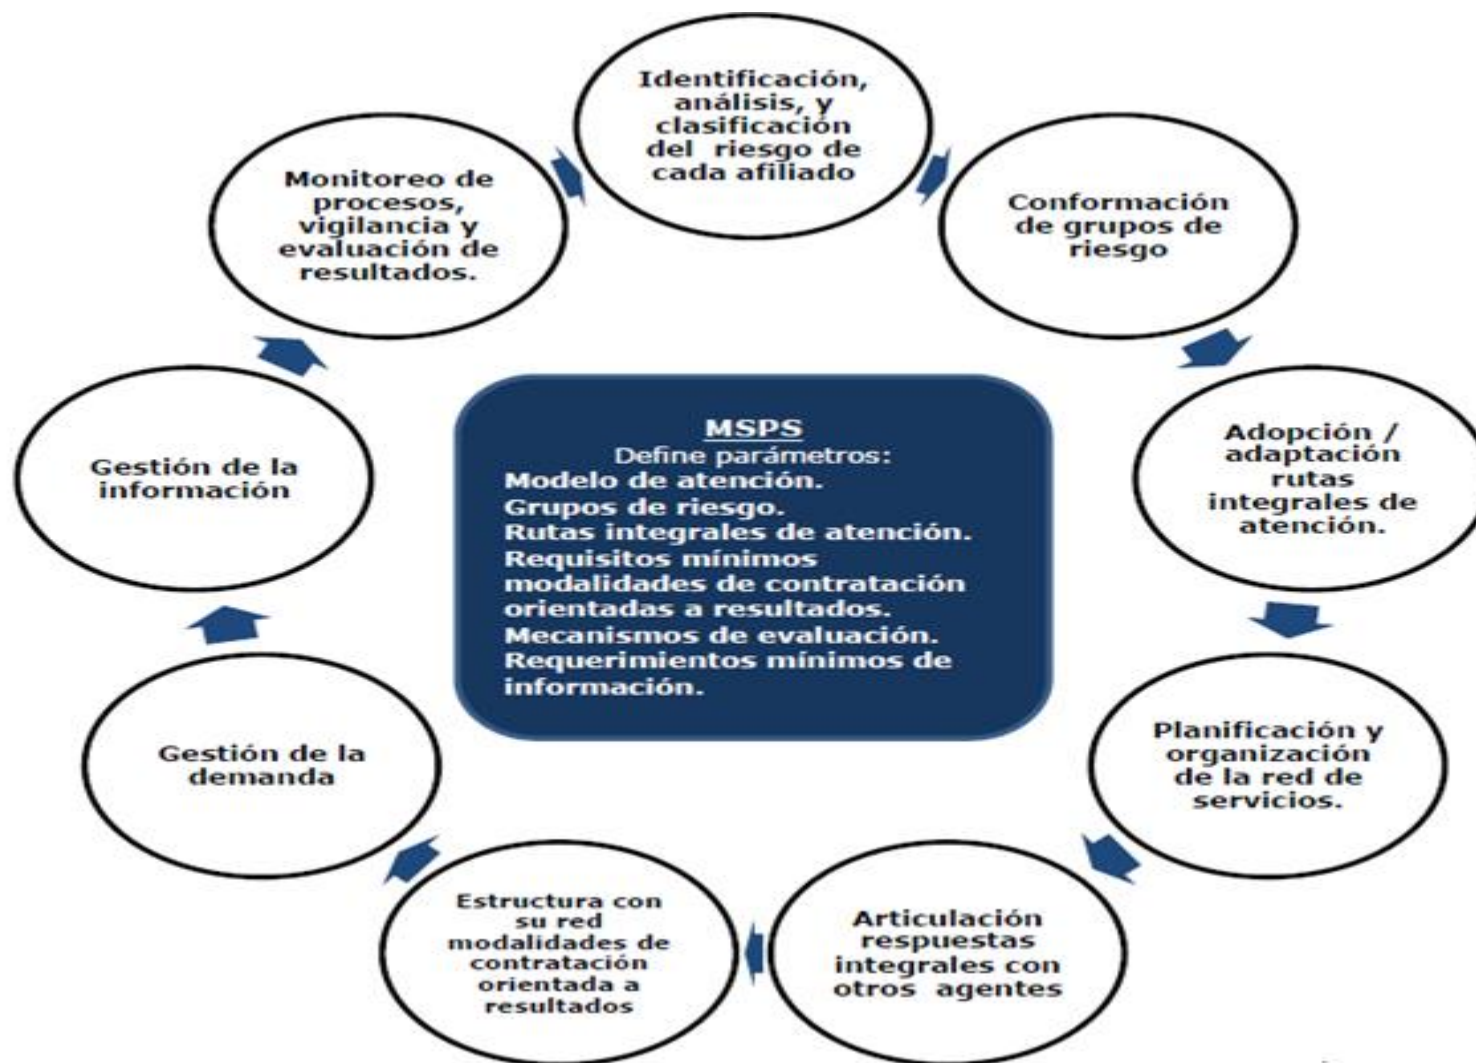 Identificación,
análisis, y
clasificación
del riesgo de
cada afiliado
Conformación
de grupos de
riesgo
Adopción /
adaptación
rutas
integrales de
atención.
Planificación y
organización
de la red de
servicios.
Articulación
respuestas
integrales con
otros agentes
Estructura con
su red
modalidades de
contratación
orientada a
resultados
Gestión de la
demanda
Gestión de la
información
Monitoreo de
procesos,
vigilancia y
evaluación de
resultados.
MSPS
Define parámetros:
Modelo de atención.
Grupos de riesgo.
Rutas integrales de atención.
Requisitos mínimos
modalidades de contratación
orientadas a resultados.
Mecanismos de evaluación.
Requerimientos mínimos de
información.